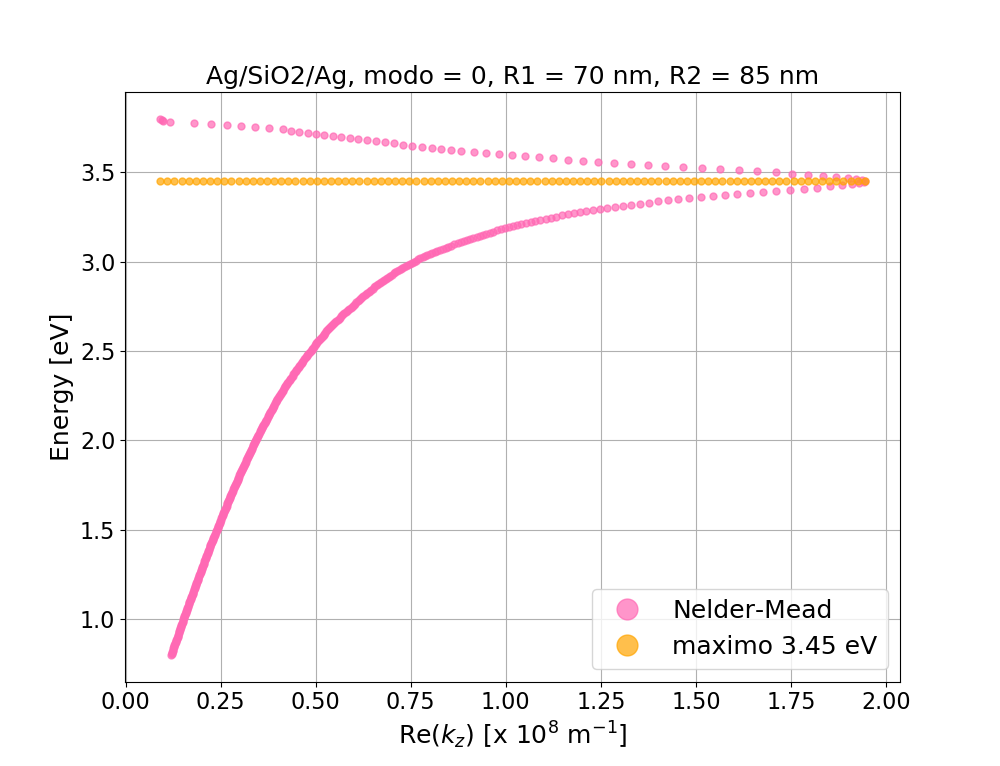 Ag/SiO2/Ag, modo = 0, R1 = 70 nm, R2 = 85 nm
Energy [eV]
3.5
3.0
2.5
2.0
1.5
1.0
Nelder-Mead
maximo 3.45 eV
0.00 0.25 0.50 0.75 1.00 1.25 1.50 1.75 2.00
Re(k_z) [x 10^8 m^{-1}]